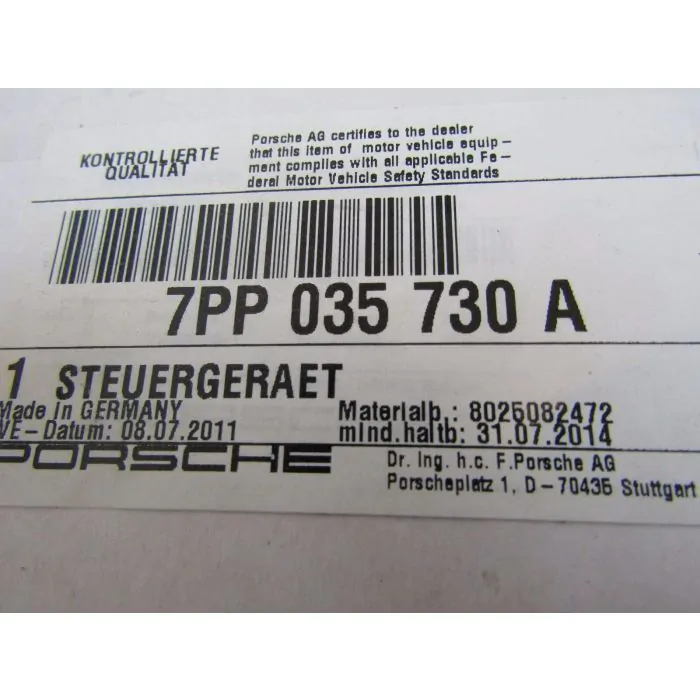 KONTROLLIERTE
QUALITÄT
Porsche AG certifies to the dealer
that this item of motor vehicle equip-
ment complies with all applicable Fe-
deral Motor Vehicle Safety Standards
7PP 035 730 A
1 STEUERGERAET
Made in GERMANY
VE-Datum: 08.07.2011
Materialb.: 8025082472
mind.haltb: 31.07.2014
PORSCHE
Dr. Ing. h.c. F.Porsche AG
Porscheplatz 1, D-70435 Stuttgart